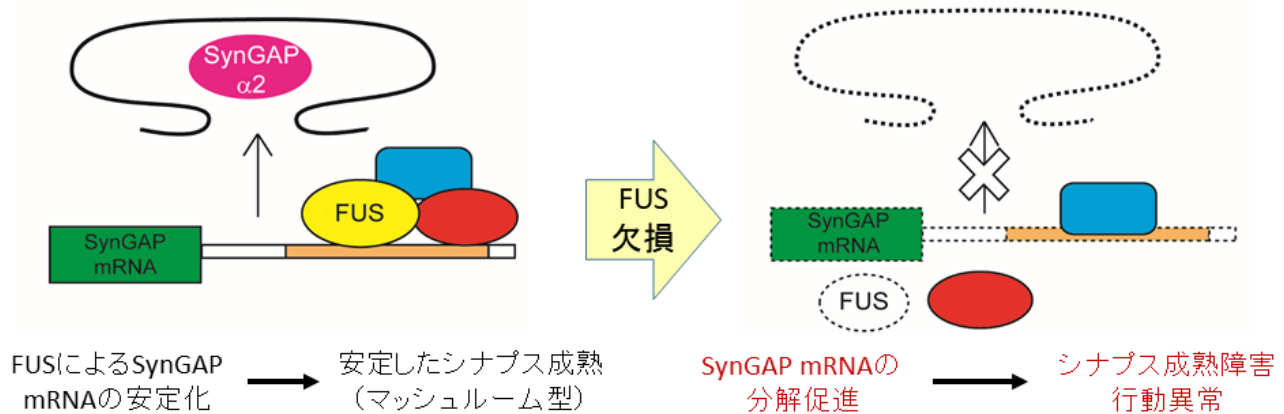 SynGAP
α2
FUS
SynGAP
mRNA
FUS
欠損
SynGAP
mRNA
FUS
FUSによるSynGAP
mRNAの安定化
安定したシナプス成熟
（マッシュルーム型）
SynGAP mRNAの
分解促進
シナプス成熟障害
行動異常